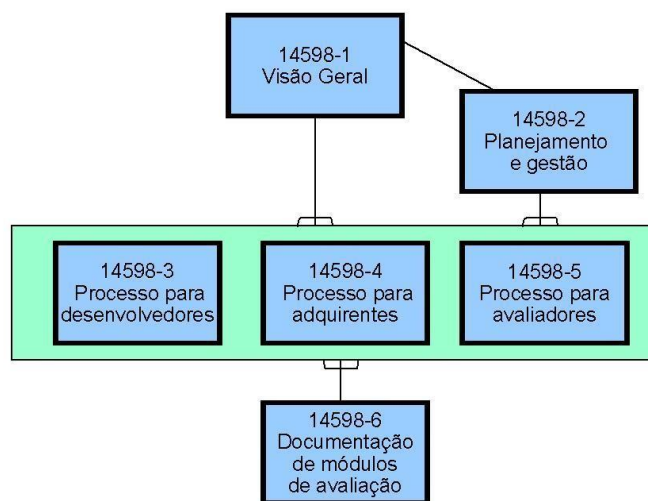 14598-1
Visão Geral
14598-2
Planejamento
e gestão
14598-3
Processo para
desenvolvedores
14598-4
Processo para
adquirentes
14598-5
Processo para
avaliadores
14598-6
Documentação
de módulos
de avaliação